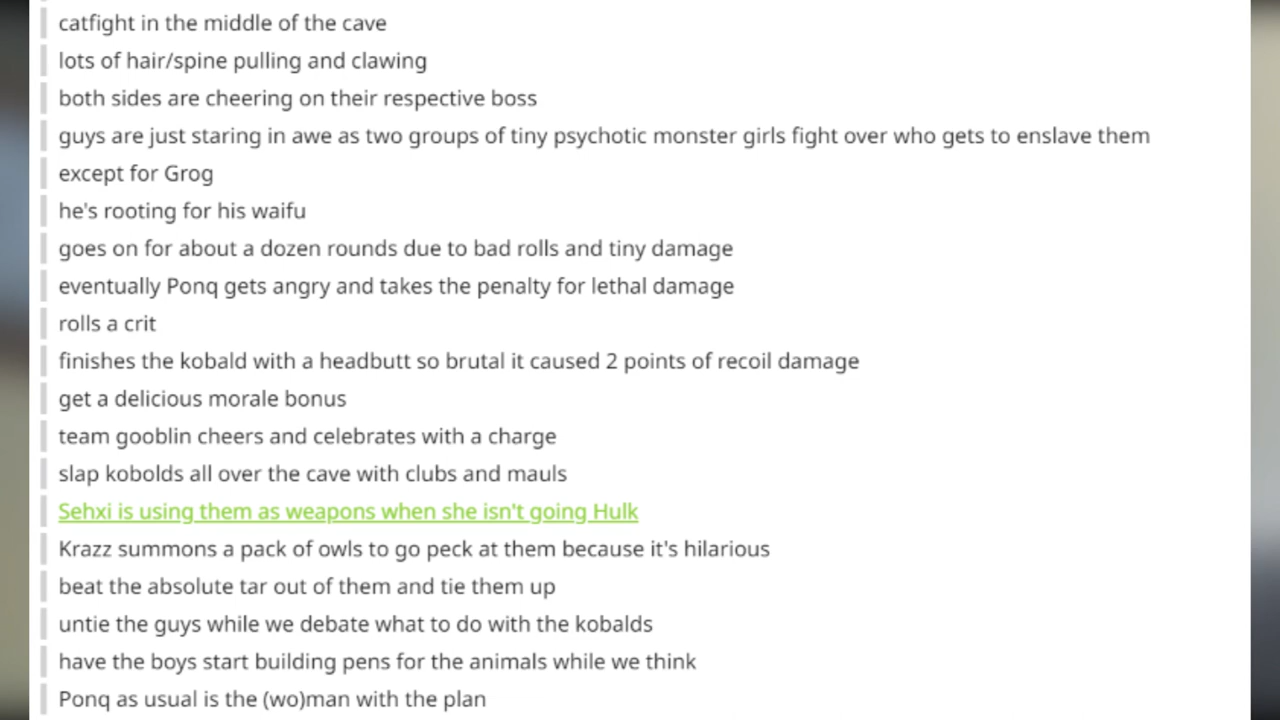 catfight in the middle of the cave
lots of hair/spine pulling and clawing
both sides are cheering on their respective boss
guys are just staring in awe as two groups of tiny psychotic monster girls fight over who gets to enslave them
except for Grog
he's rooting for his waifu
goes on for about a dozen rounds due to bad rolls and tiny damage
eventually Ponq gets angry and takes the penalty for lethal damage
rolls a crit
finishes the kobald with a headbutt so brutal it caused 2 points of recoil damage
get a delicious morale bonus
team gooblin cheers and celebrates with a charge
slap kobolds all over the cave with clubs and mauls
Sehxi is using them as weapons when she isn't going Hulk
Krazz summons a pack of owls to go peck at them because it's hilarious
beat the absolute tar out of them and tie them up
untie the guys while we debate what to do with the kobalds
have the boys start building pens for the animals while we think
Ponq as usual is the (wo)man with the plan